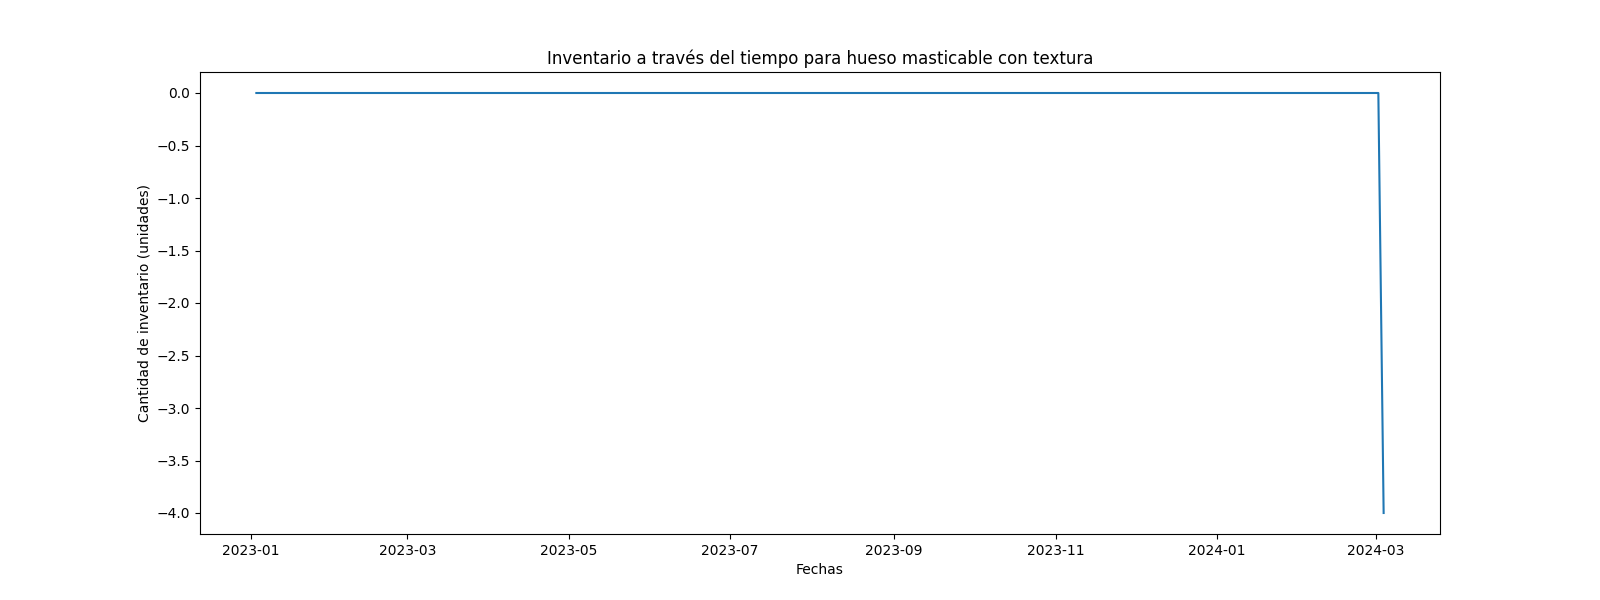 Inventario a través del tiempo para hueso masticable con textura
0.0
−0.5
−1.0
−1.5
−2.0
−2.5
−3.0
−3.5
−4.0
Cantidad de inventario (unidades)
2023-01 2023-03 2023-05 2023-07 2023-09 2023-11 2024-01 2024-03
Fechas